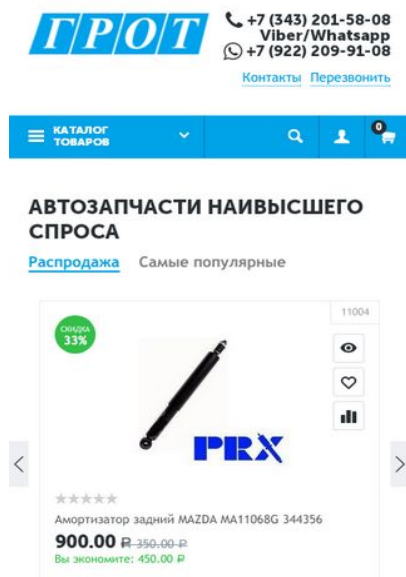 ГРОТ
+7 (343) 201-58-08
Viber/Whatsapp
+7 (922) 209-91-08
Контакты Перезвонить
КАТАЛОГ
ТОВАРОВ
0
АВТОЗАПЧАСТИ НАИВЫСШЕГО
СПРОСА
Распродажа Самые популярные
11004
СКИДКА
33%
PRX
Амортизатор задний MAZDA MA11068G 344356
900.00 ₽ 350.00 ₽
Вы экономите: 450.00 ₽